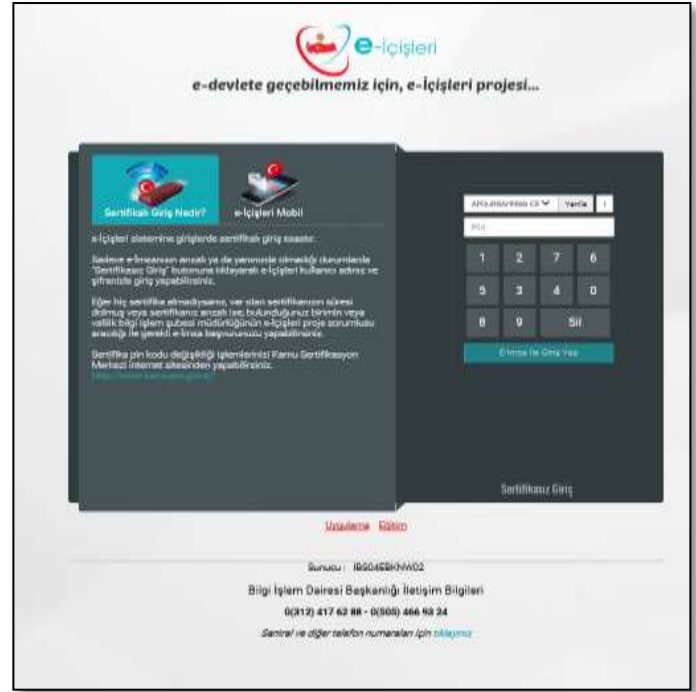 e-içişleri
e-devlete geçebilmemiz için, e-İçişleri projesi...
Sertifikalı Giriş Nedir?
e-İçişleri Mobil
e-İçişleri sistemine girişlerde sertifikalı giriş esastır.
Sadece e-İmzanızın arızalı ya da yanınızda olmadığı durumlarda
"Sertifikasız Giriş" butonuna tıklayarak e-İçişleri kullanıcı adınız ve
şifrenizle giriş yapabilirsiniz.
Eğer hiç sertifika almadıysanız, var olan sertifikanızın süresi
dolmuş veya sertifikanız arızalı ise; bulunduğunuz birimin veya
valilik bilgi işlem şubesi müdürlüğünün e-İçişleri proje sorumlusu
aracılığı ile gerekli e-İmza başvurunuzu yapabilirsiniz.
Sertifika pin kodu değişikliği işlemlerinizi Kamu Sertifikasyon
Merkezi internet sitesinden yapabilirsiniz.
Yenile
1 2 7 6
5 3 4 0
8 9 Sil
E-İmza ile Giriş Yap
Sertifikasız Giriş
Uygulama Eğitim
Sunucu :
Bilgi İşlem Dairesi Başkanlığı İletişim Bilgileri
0(312) 417 62 88 - 0(505) 466 93 24
Santral ve diğer telefon numaraları için tıklayınız